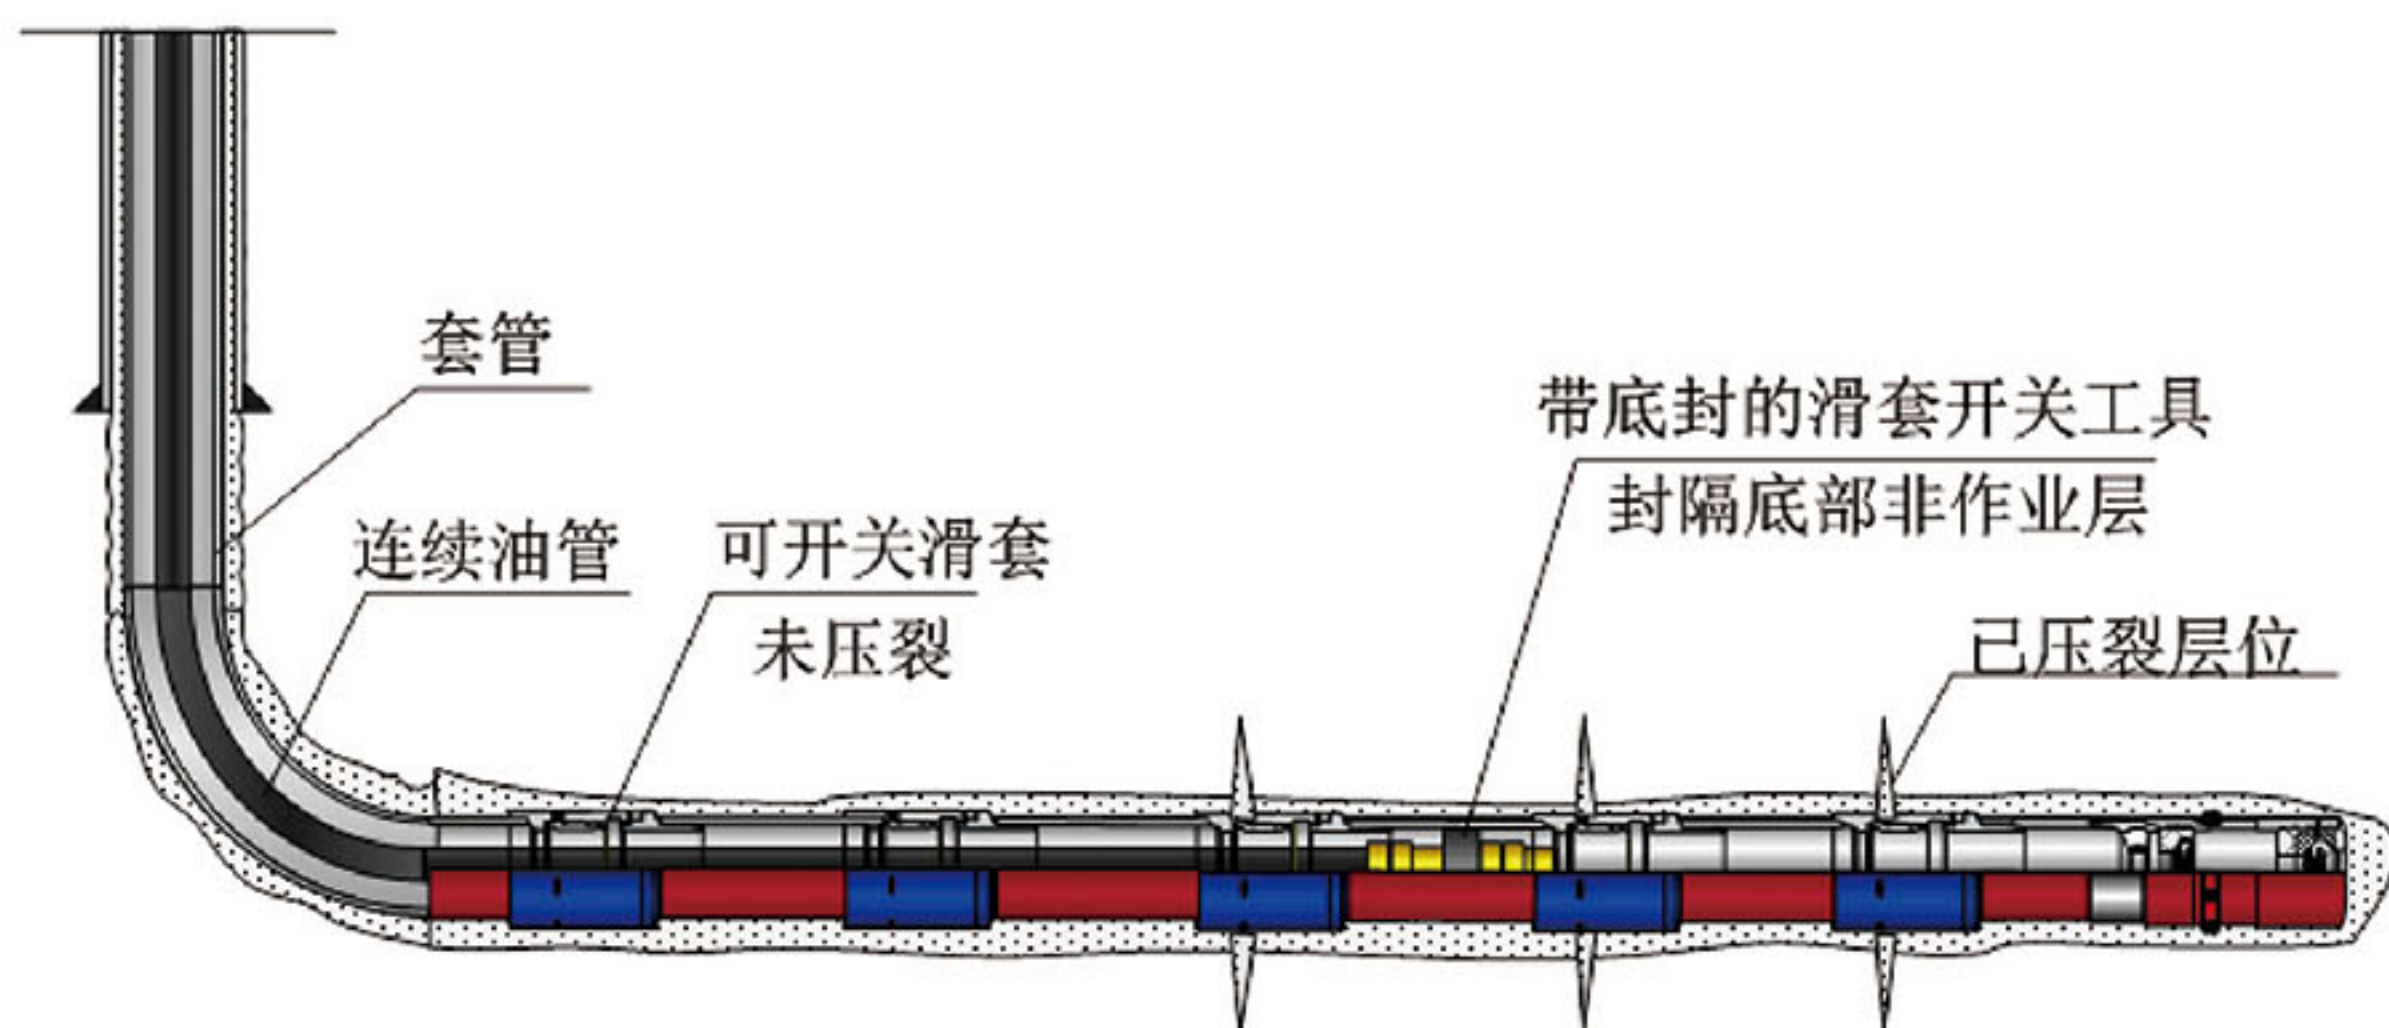 套管
带底封的滑套开关工具
封隔底部非作业层
连续油管
可开关滑套
未压裂
已压裂层位